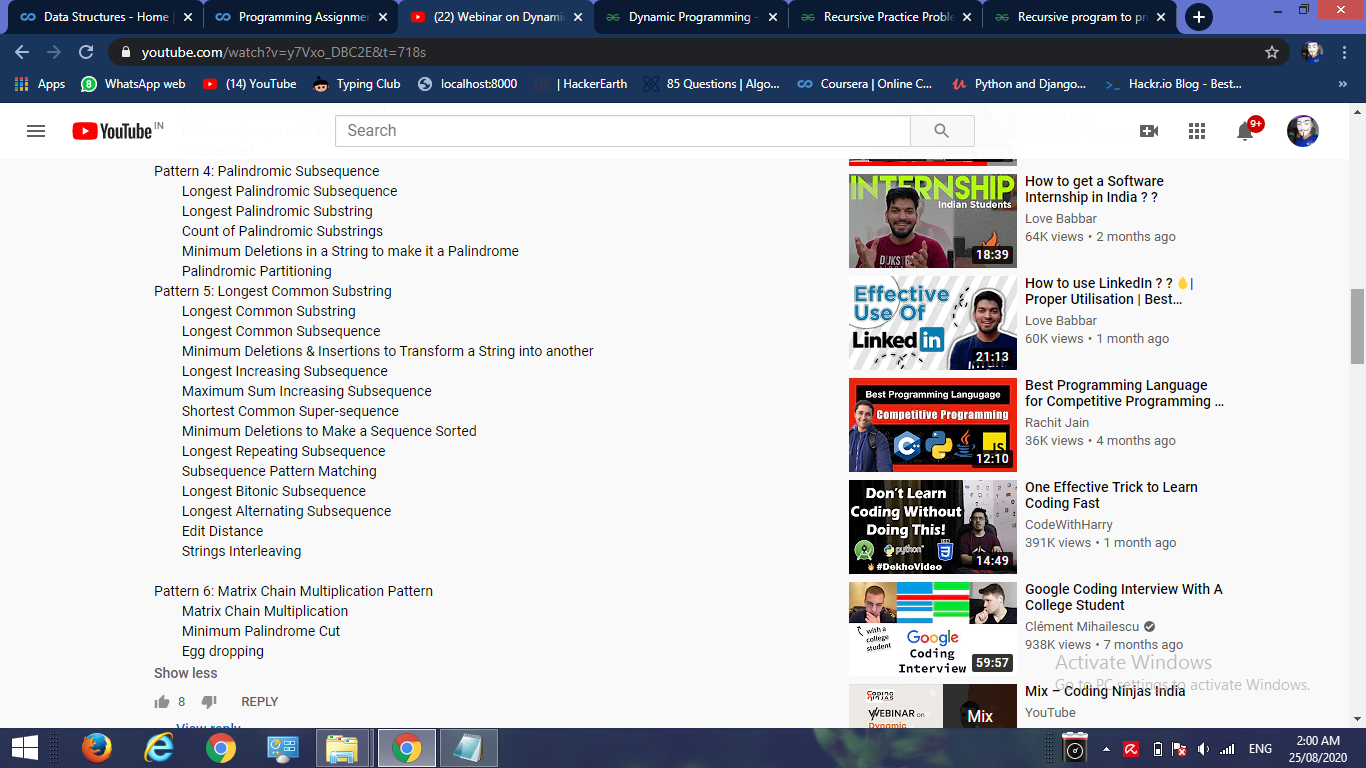 Data Structures - Home |
Programming Assignmen
(22) Webinar on Dynami
Dynamic Programming -
Recursive Practice Proble
Recursive program to pri
youtube.com/watch?v=y7Vxo_DBC2E&t=718s
Apps
WhatsApp web
(14) YouTube
Typing Club
localhost:8000
| HackerEarth
85 Questions | Algo...
Coursera | Online C...
Python and Django...
Hackr.io Blog - Best...
»
YouTube IN
Search
9+
Pattern 4: Palindromic Subsequence
Longest Palindromic Subsequence
Longest Palindromic Substring
Count of Palindromic Substrings
Minimum Deletions in a String to make it a Palindrome
Palindromic Partitioning
Pattern 5: Longest Common Substring
Longest Common Substring
Longest Common Subsequence
Minimum Deletions & Insertions to Transform a String into another
Longest Increasing Subsequence
Maximum Sum Increasing Subsequence
Shortest Common Super-sequence
Minimum Deletions to Make a Sequence Sorted
Longest Repeating Subsequence
Subsequence Pattern Matching
Longest Bitonic Subsequence
Longest Alternating Subsequence
Edit Distance
Strings Interleaving
Pattern 6: Matrix Chain Multiplication Pattern
Matrix Chain Multiplication
Minimum Palindrome Cut
Egg dropping
Show less
8
REPLY
View reply
INTERNSHIP
Indian Students
18:39
How to get a Software
Internship in India ? ?
Love Babbar
64K views • 2 months ago
Effective
Use Of
Linked in
21:13
How to use LinkedIn ? ? 🔥|
Proper Utilisation | Best...
Love Babbar
60K views • 1 month ago
Best Programming Langugage
for
Competitive Programming
JS
12:10
Best Programming Language
for Competitive Programming ...
Rachit Jain
36K views • 4 months ago
Don't Learn
Coding Without
Doing This!
python
#DekhoVideo
14:49
One Effective Trick to Learn
Coding Fast
CodeWithHarry
391K views • 1 month ago
with a
college
student
Google
Coding
Interview
59:57
Google Coding Interview With A
College Student
Clément Mihailescu
938K views • 7 months ago
Activate Windows
Go to PC settings to activate Windows.
CODING
NINJAS
WEBINAR on
Dynamic
Mix
Mix – Coding Ninjas India
YouTube
ENG
2:00 AM
25/08/2020